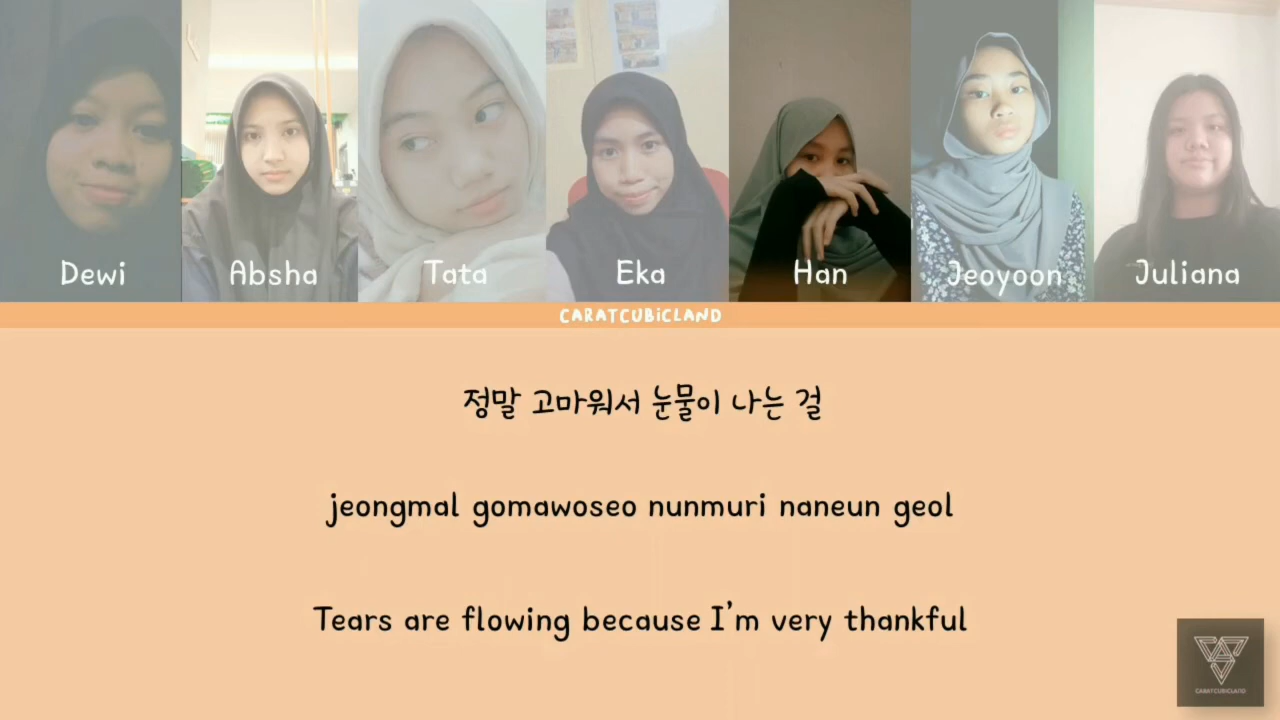 Dewi
Absha
Tata
Eka
Han
Jeoyoon
Juliana
CARATCUBiCLAND
정말 고마워서 눈물이 나는 걸
jeongmal gomawoseo nunmuri naneun geol
Tears are flowing because I'm very thankful
CARATCUBICLAND